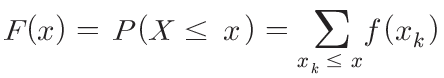 F(x) = P(X ≤ x) = ∑_{x_k ≤ x} f(x_k)